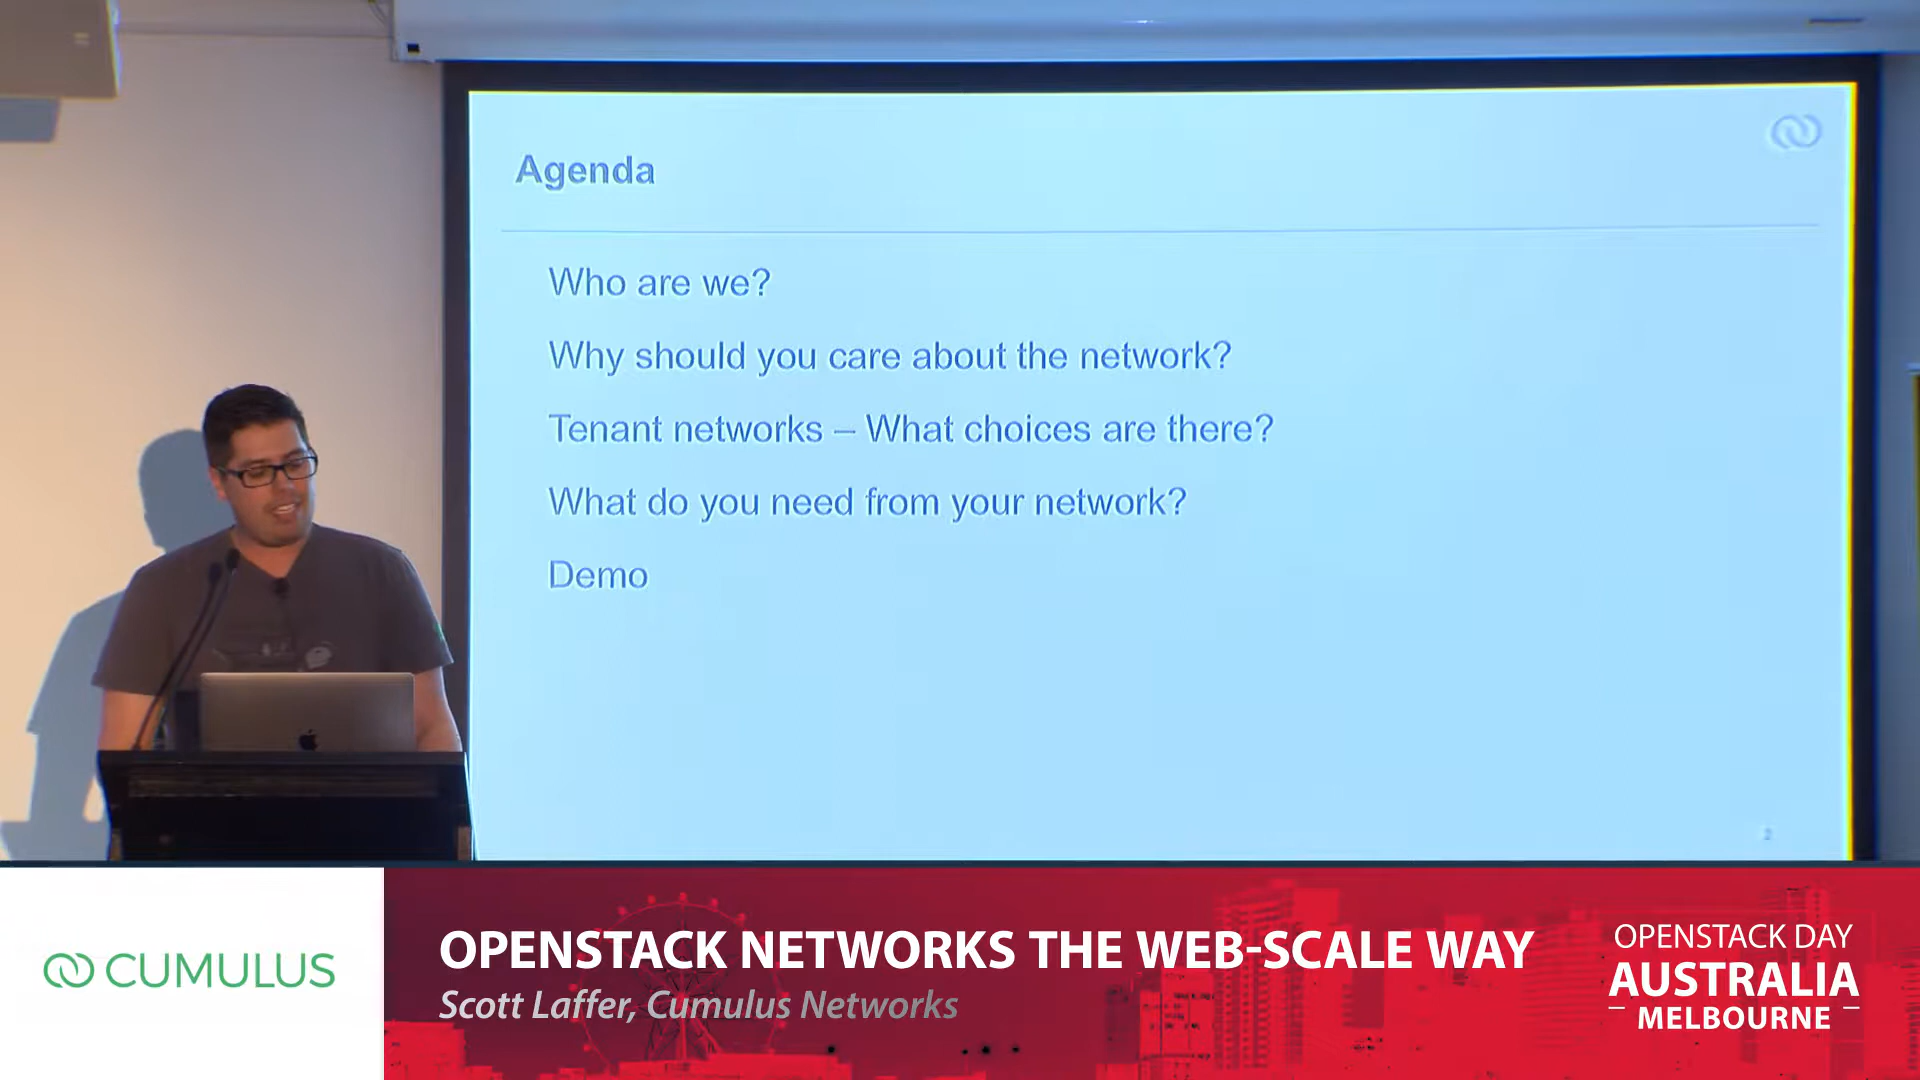 Agenda
Who are we?
Why should you care about the network?
Tenant networks – What choices are there?
What do you need from your network?
Demo
2
CUMULUS
OPENSTACK NETWORKS THE WEB-SCALE WAY
Scott Laffer, Cumulus Networks
OPENSTACK DAY
AUSTRALIA
MELBOURNE